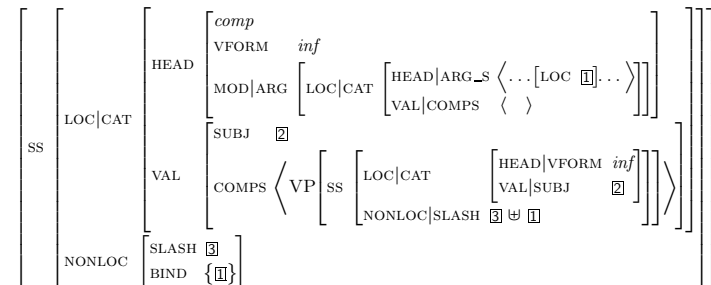 comp
VFORM inf
HEAD
MOD|ARG [LOC|CAT [HEAD|ARG_S ⟨...[LOC 1]...⟩]]
VAL|COMPS ⟨ ⟩
LOC|CAT
SUBJ 2
SS
VAL
COMPS ⟨VP[SS [LOC|CAT [HEAD|VFORM inf
VAL|SUBJ 2]
NONLOC|SLASH 3 ⊎ 1]]⟩
NONLOC [SLASH 3
BIND {1}]